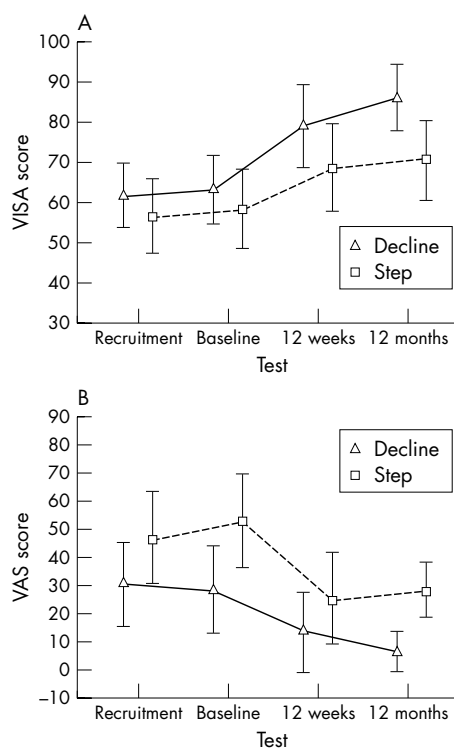 A
100
90
80
70
60
50
40
30
VISA score
Decline
Step
Recruitment Baseline 12 weeks 12 months
Test
B
90
80
70
60
50
40
30
20
10
0
–10
VAS score
Decline
Step
Recruitment Baseline 12 weeks 12 months
Test